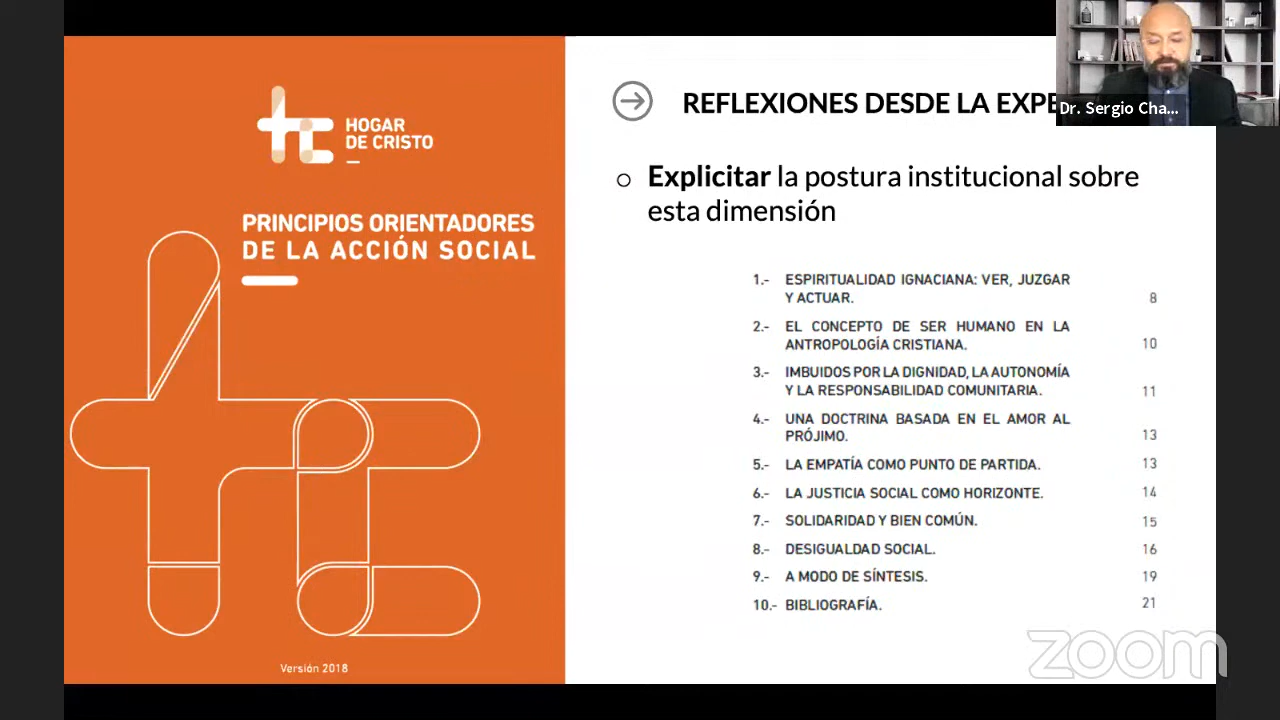 HOGAR
DE CRISTO
PRINCIPIOS ORIENTADORES
DE LA ACCIÓN SOCIAL
Versión 2018
REFLEXIONES DESDE LA
Dr. Sergio Cha...
Explicitar la postura institucional sobre
esta dimensión
1.- ESPIRITUALIDAD IGNACIANA: VER, JUZGAR
Y ACTUAR. 8
2.- EL CONCEPTO DE SER HUMANO EN LA
ANTROPOLOGÍA CRISTIANA. 10
3.- IMBUIDOS POR LA DIGNIDAD, LA AUTONOMÍA
Y LA RESPONSABILIDAD COMUNITARIA. 11
4.- UNA DOCTRINA BASADA EN EL AMOR AL
PRÓJIMO. 13
5.- LA EMPATÍA COMO PUNTO DE PARTIDA. 13
6.- LA JUSTICIA SOCIAL COMO HORIZONTE. 14
7.- SOLIDARIDAD Y BIEN COMÚN. 15
8.- DESIGUALDAD SOCIAL. 16
9.- A MODO DE SÍNTESIS. 19
10.- BIBLIOGRAFÍA. 21
zoom